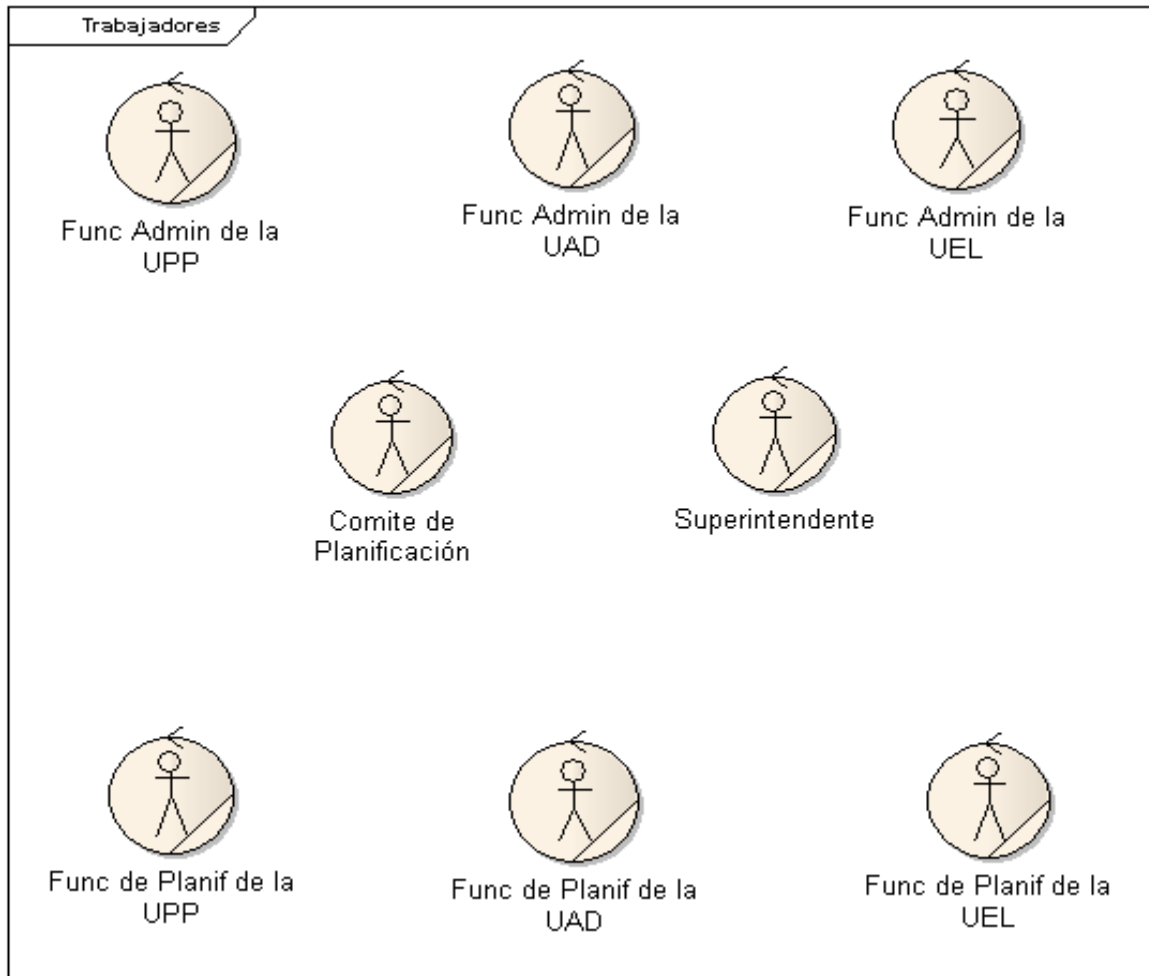 Trabajadores
Func Admin de la
UPP
Func Admin de la
UAD
Func Admin de la
UEL
Comite de
Planificación
Superintendente
Func de Planif de la
UPP
Func de Planif de la
UAD
Func de Planif de la
UEL